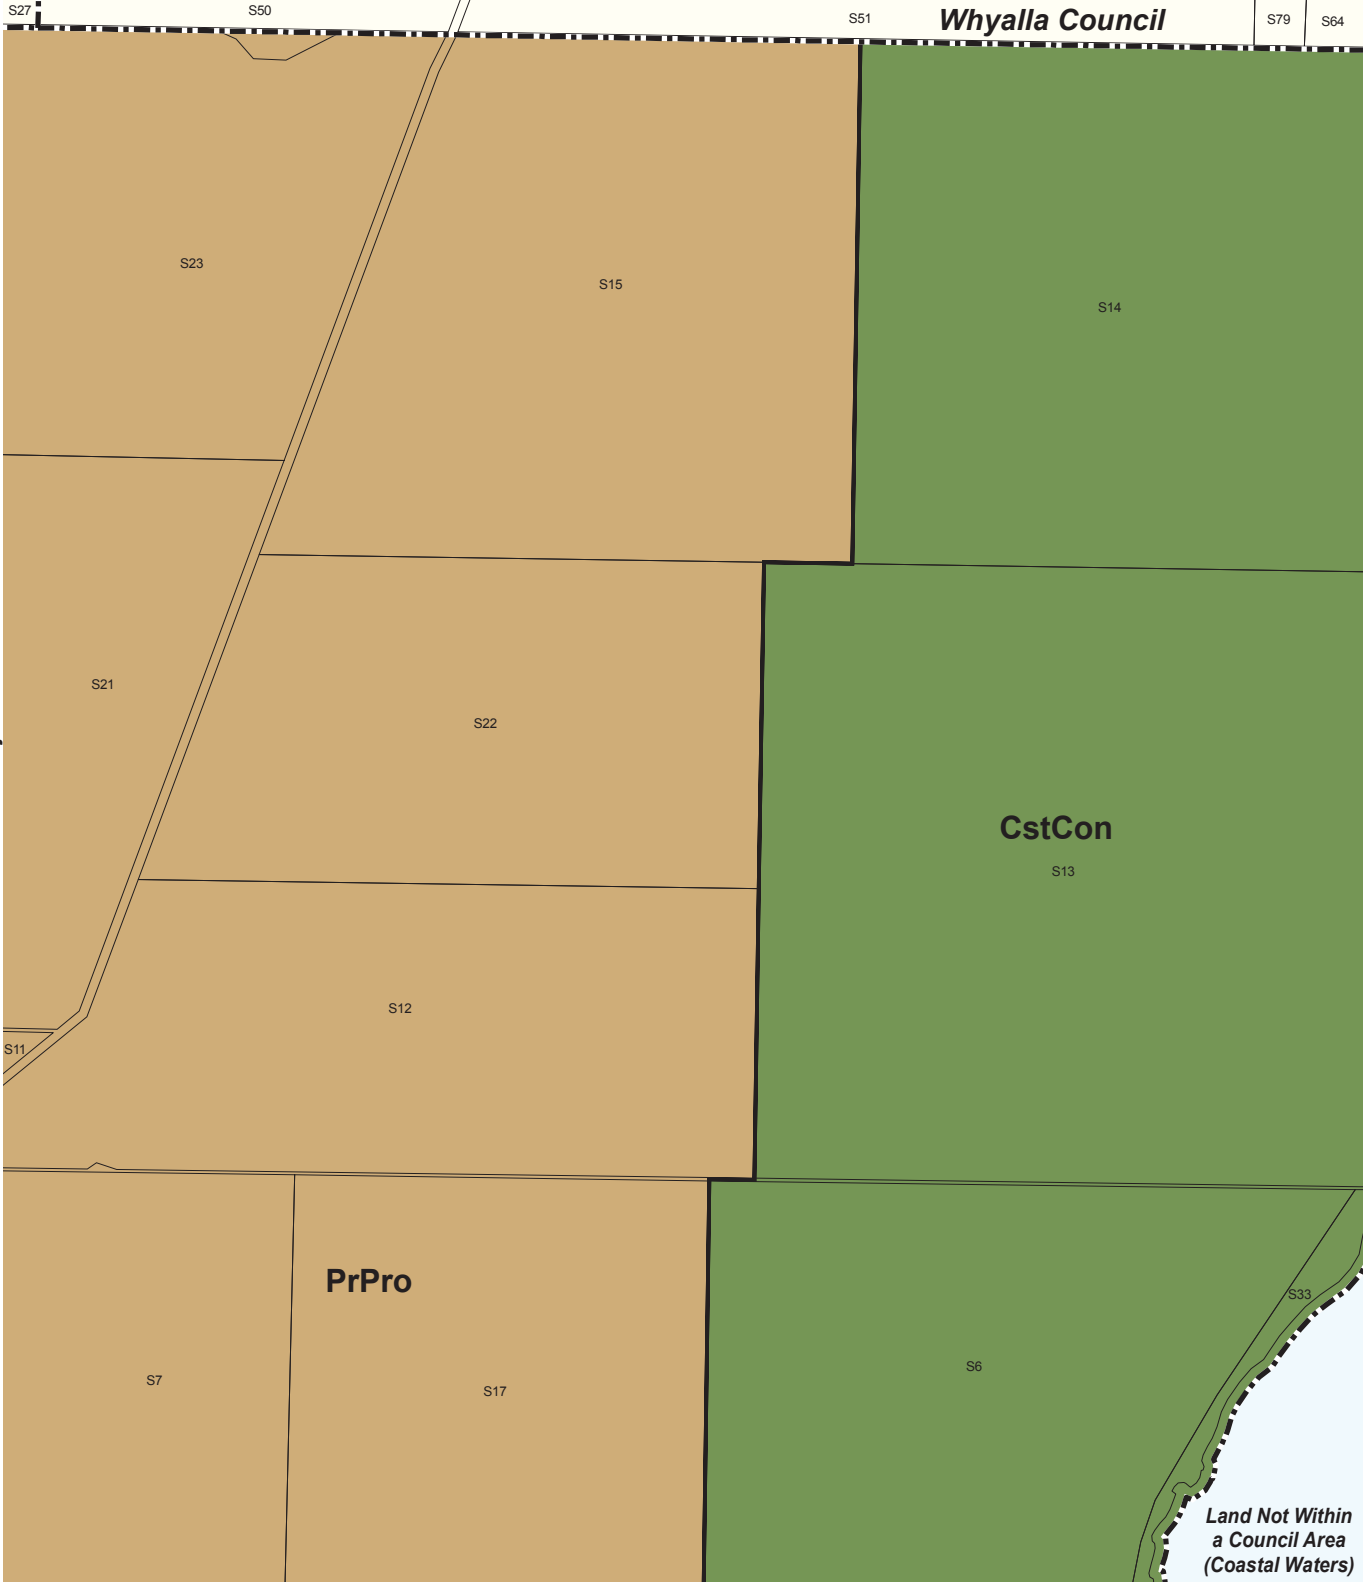 S27
S50
S51
Whyalla Council
S79
S64
S23
S15
S14
S21
S22
CstCon
S13
S12
S11
PrPro
S33
S6
S7
S17
Land Not Within
a Council Area
(Coastal Waters)